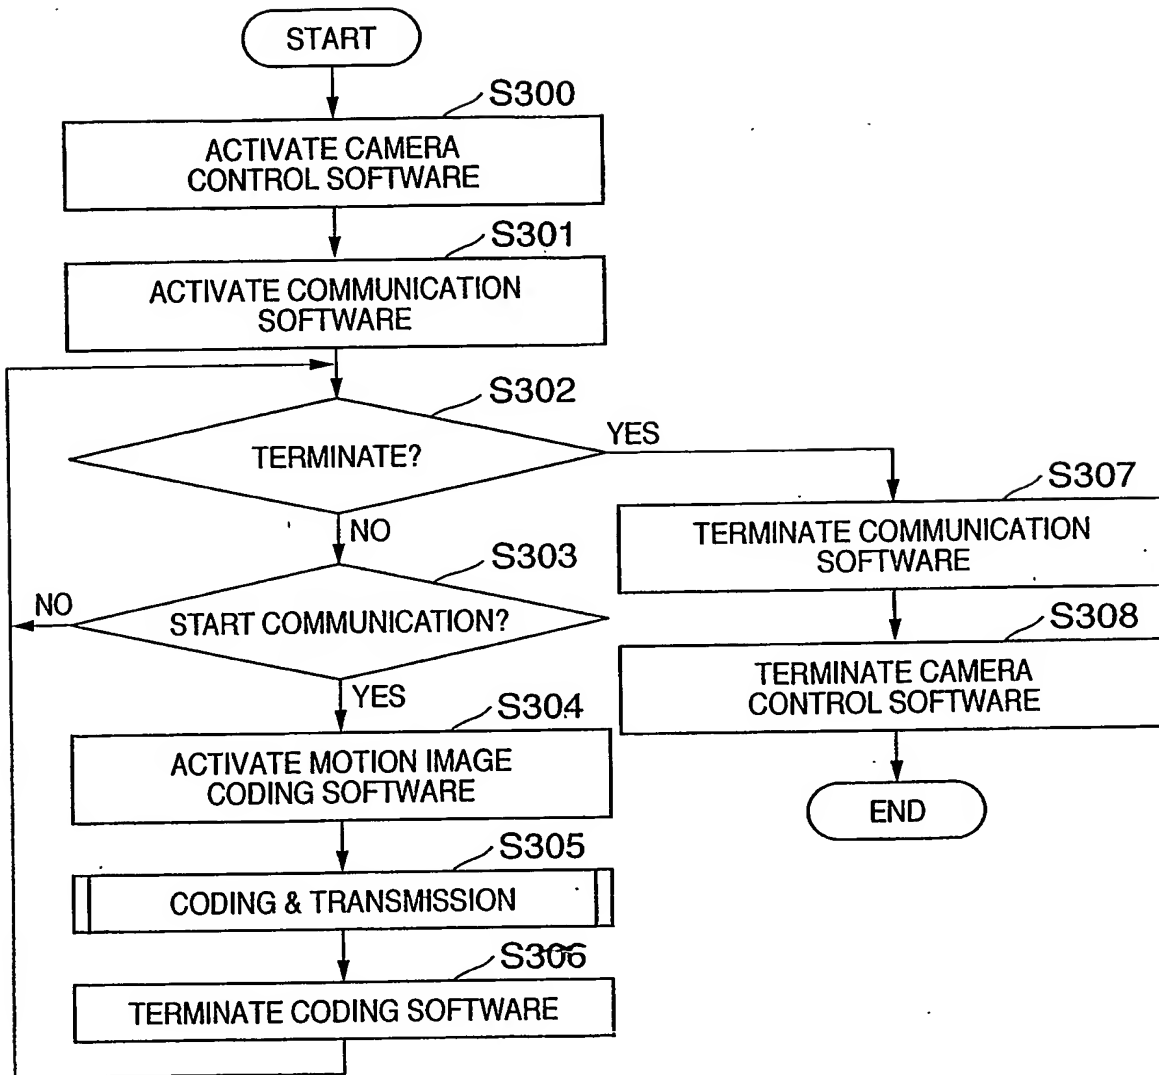 START
S300
ACTIVATE CAMERA
CONTROL SOFTWARE
S301
ACTIVATE COMMUNICATION
SOFTWARE
S302
TERMINATE?
YES
NO
S303
START COMMUNICATION?
NO
YES
S304
ACTIVATE MOTION IMAGE
CODING SOFTWARE
S305
CODING & TRANSMISSION
S306
TERMINATE CODING SOFTWARE
S307
TERMINATE COMMUNICATION
SOFTWARE
S308
TERMINATE CAMERA
CONTROL SOFTWARE
END